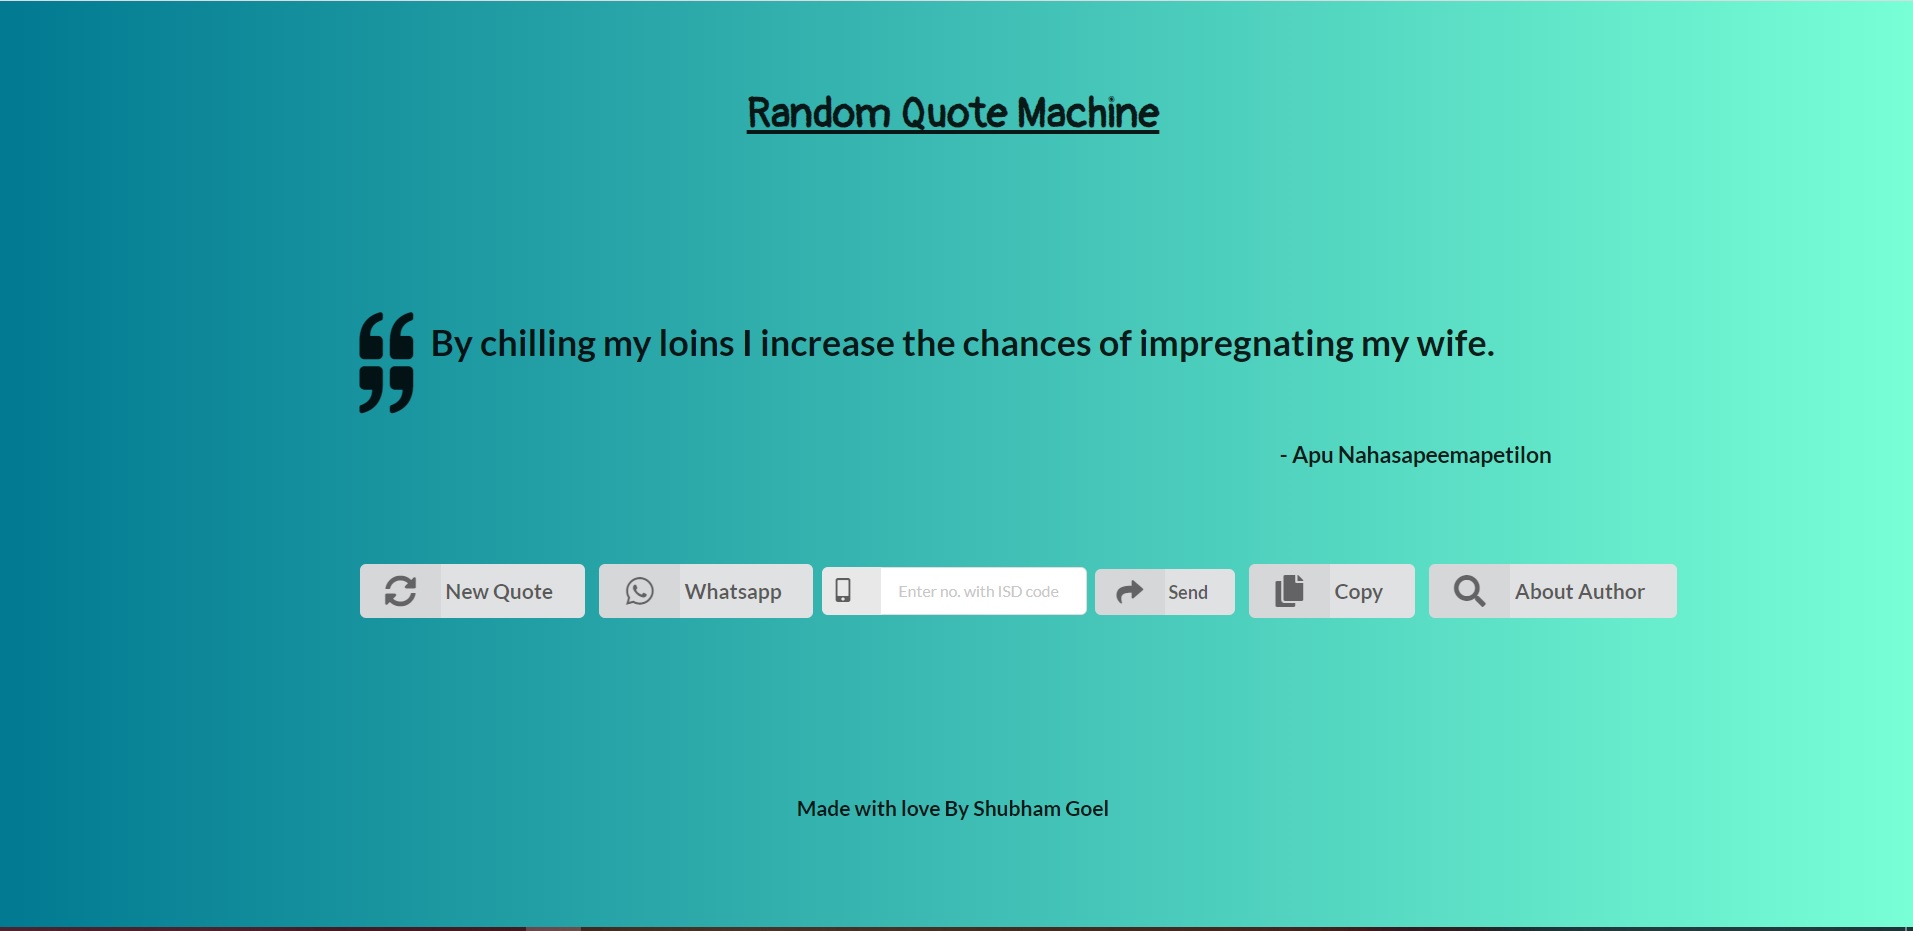 Random Quote Machine
By chilling my loins I increase the chances of impregnating my wife.
- Apu Nahasapeemapetilon
New Quote
Whatsapp
Enter no. with ISD code
Send
Copy
About Author
Made with love By Shubham Goel